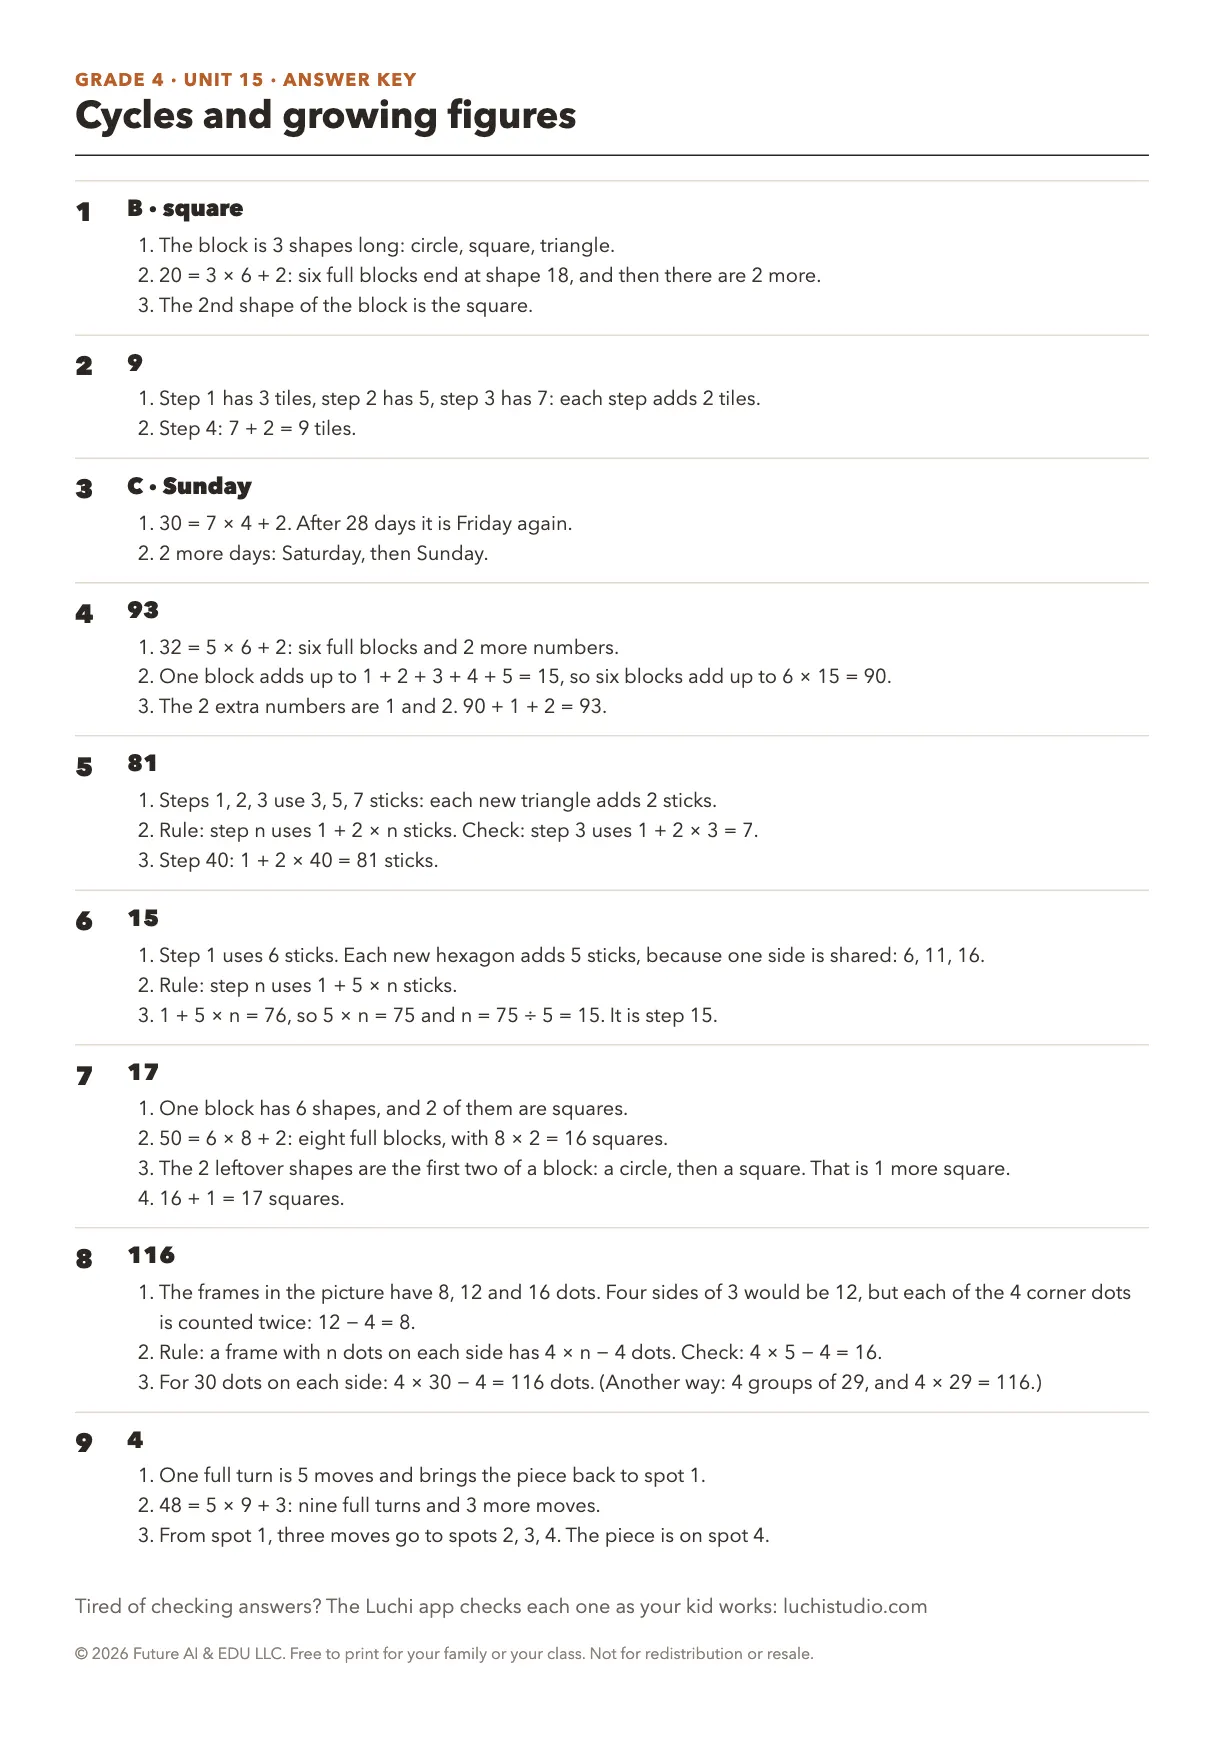 GRADE 4 · UNIT 15 · ANSWER KEY
Cycles and growing figures
1 B · square
1. The block is 3 shapes long: circle, square, triangle.
2. 20 = 3 × 6 + 2: six full blocks end at shape 18, and then there are 2 more.
3. The 2nd shape of the block is the square.
2 9
1. Step 1 has 3 tiles, step 2 has 5, step 3 has 7: each step adds 2 tiles.
2. Step 4: 7 + 2 = 9 tiles.
3 C · Sunday
1. 30 = 7 × 4 + 2. After 28 days it is Friday again.
2. 2 more days: Saturday, then Sunday.
4 93
1. 32 = 5 × 6 + 2: six full blocks and 2 more numbers.
2. One block adds up to 1 + 2 + 3 + 4 + 5 = 15, so six blocks add up to 6 × 15 = 90.
3. The 2 extra numbers are 1 and 2. 90 + 1 + 2 = 93.
5 81
1. Steps 1, 2, 3 use 3, 5, 7 sticks: each new triangle adds 2 sticks.
2. Rule: step n uses 1 + 2 × n sticks. Check: step 3 uses 1 + 2 × 3 = 7.
3. Step 40: 1 + 2 × 40 = 81 sticks.
6 15
1. Step 1 uses 6 sticks. Each new hexagon adds 5 sticks, because one side is shared: 6, 11, 16.
2. Rule: step n uses 1 + 5 × n sticks.
3. 1 + 5 × n = 76, so 5 × n = 75 and n = 75 ÷ 5 = 15. It is step 15.
7 17
1. One block has 6 shapes, and 2 of them are squares.
2. 50 = 6 × 8 + 2: eight full blocks, with 8 × 2 = 16 squares.
3. The 2 leftover shapes are the first two of a block: a circle, then a square. That is 1 more square.
4. 16 + 1 = 17 squares.
8 116
1. The frames in the picture have 8, 12 and 16 dots. Four sides of 3 would be 12, but each of the 4 corner dots
is counted twice: 12 − 4 = 8.
2. Rule: a frame with n dots on each side has 4 × n − 4 dots. Check: 4 × 5 − 4 = 16.
3. For 30 dots on each side: 4 × 30 − 4 = 116 dots. (Another way: 4 groups of 29, and 4 × 29 = 116.)
9 4
1. One full turn is 5 moves and brings the piece back to spot 1.
2. 48 = 5 × 9 + 3: nine full turns and 3 more moves.
3. From spot 1, three moves go to spots 2, 3, 4. The piece is on spot 4.
Tired of checking answers? The Luchi app checks each one as your kid works: luchistudio.com
© 2026 Future AI & EDU LLC. Free to print for your family or your class. Not for redistribution or resale.